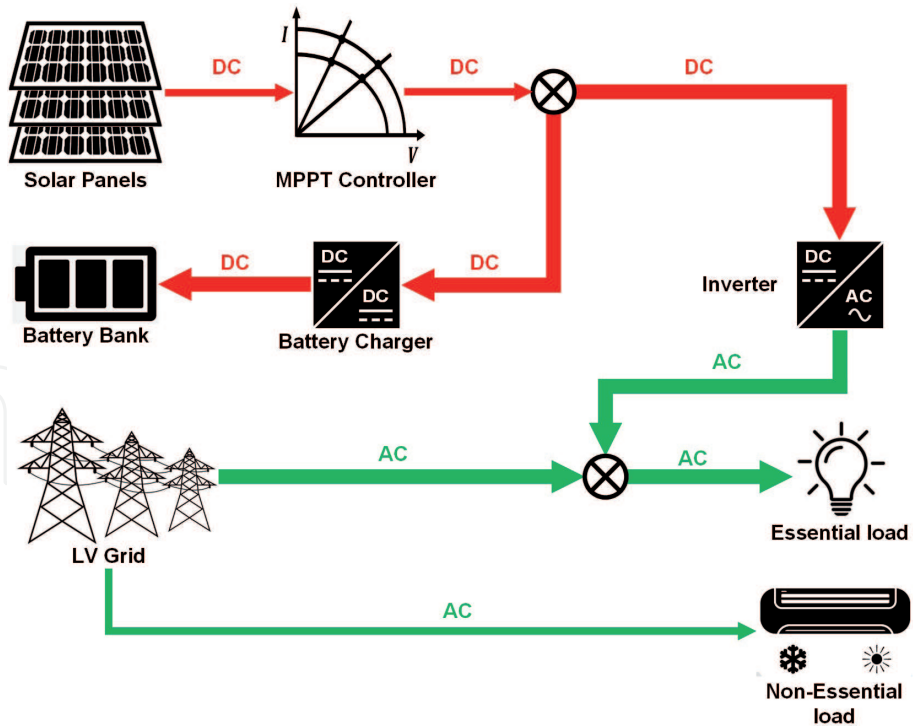 I
V
DC
DC
DC
Solar Panels
MPPT Controller
DC
DC
DC
DC
Inverter
DC
AC
Battery Bank
Battery Charger
AC
AC
AC
LV Grid
Essential load
AC
Non-Essential
load